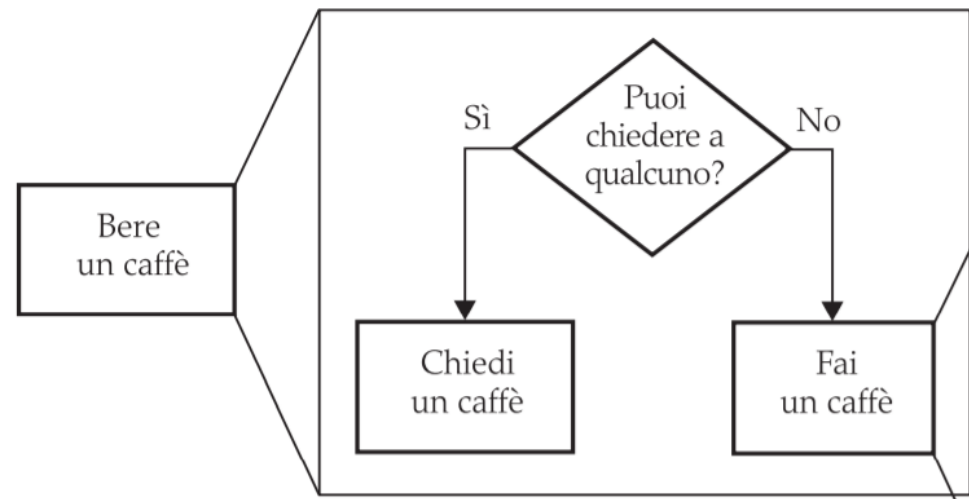 Bere
un caffè
Sì
Puoi
chiedere a
qualcuno?
No
Chiedi
un caffè
Fai
un caffè